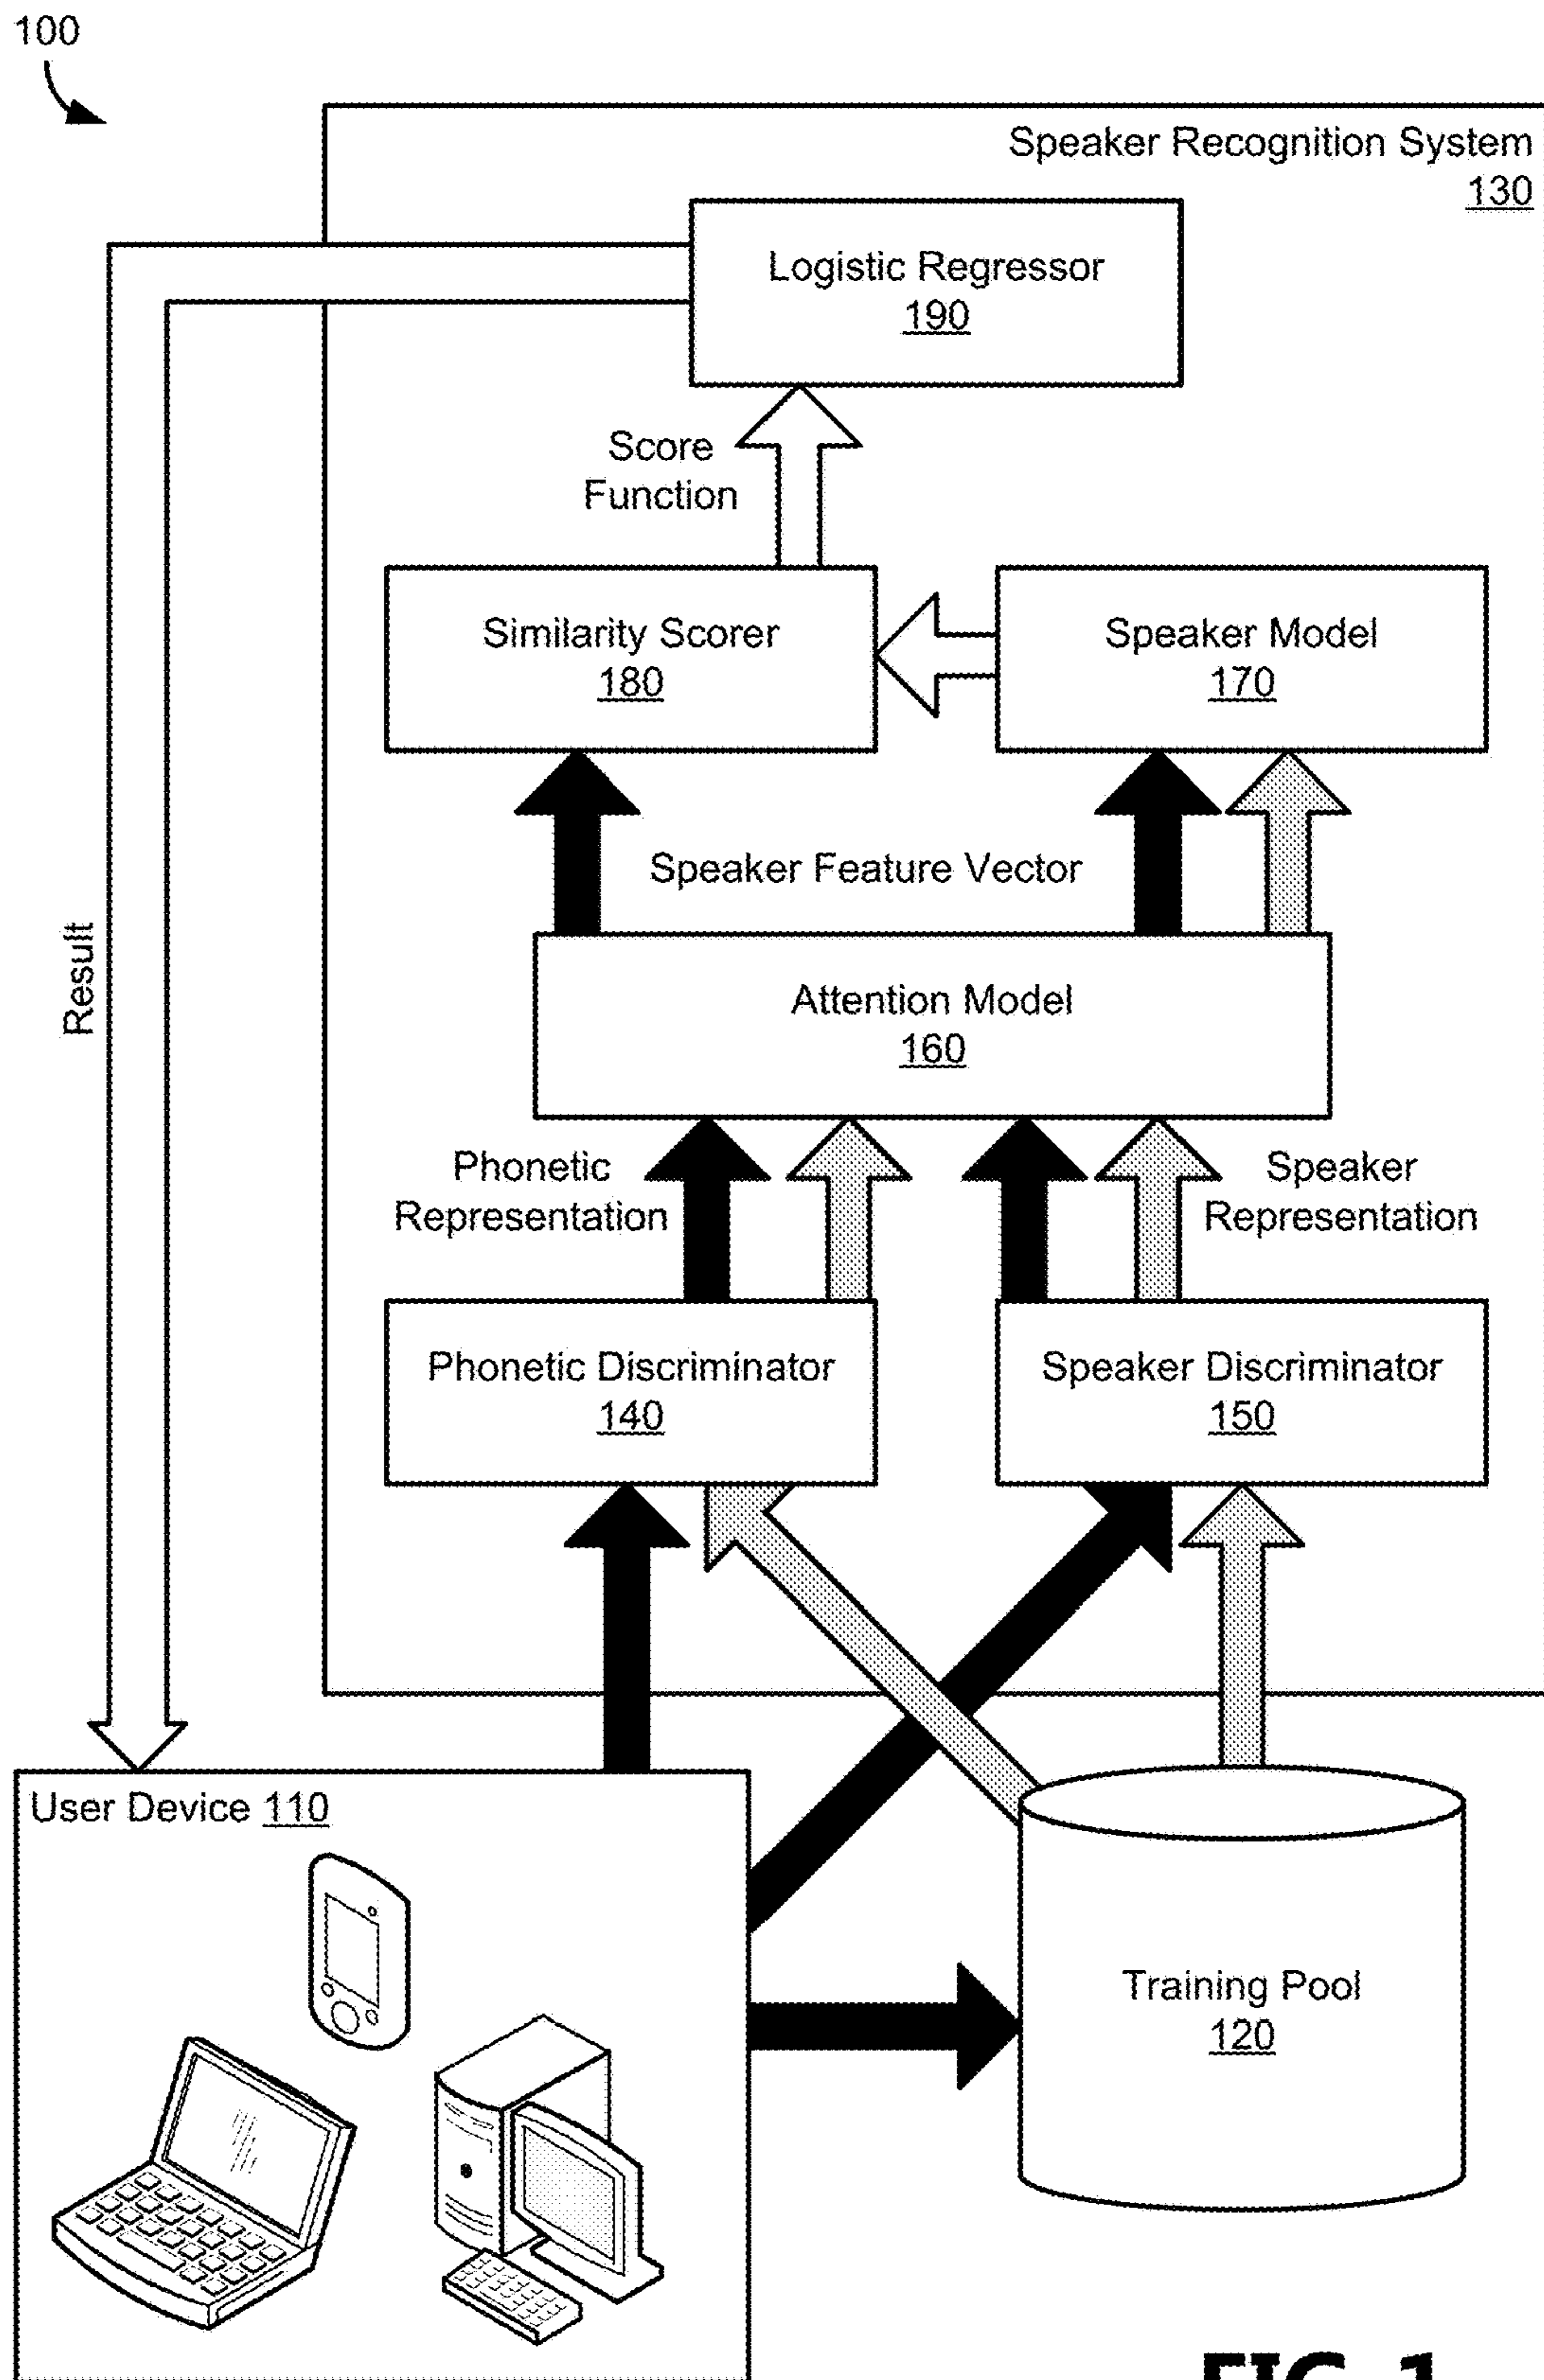 100
Speaker Recognition System
130
Logistic Regressor
190
Score
Function
Similarity Scorer
180
Speaker Model
170
Speaker Feature Vector
Result
Attention Model
160
Phonetic
Representation
Speaker
Representation
Phonetic Discriminator
140
Speaker Discriminator
150
User Device 110
Training Pool
120
FIG. 1